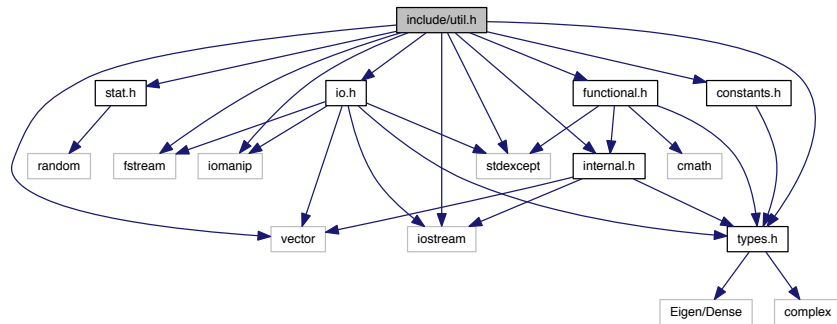 include/util.h
stat.h
io.h
functional.h
constants.h
random
fstream
iomanip
stdexcept
internal.h
cmath
vector
iostream
types.h
Eigen/Dense
complex